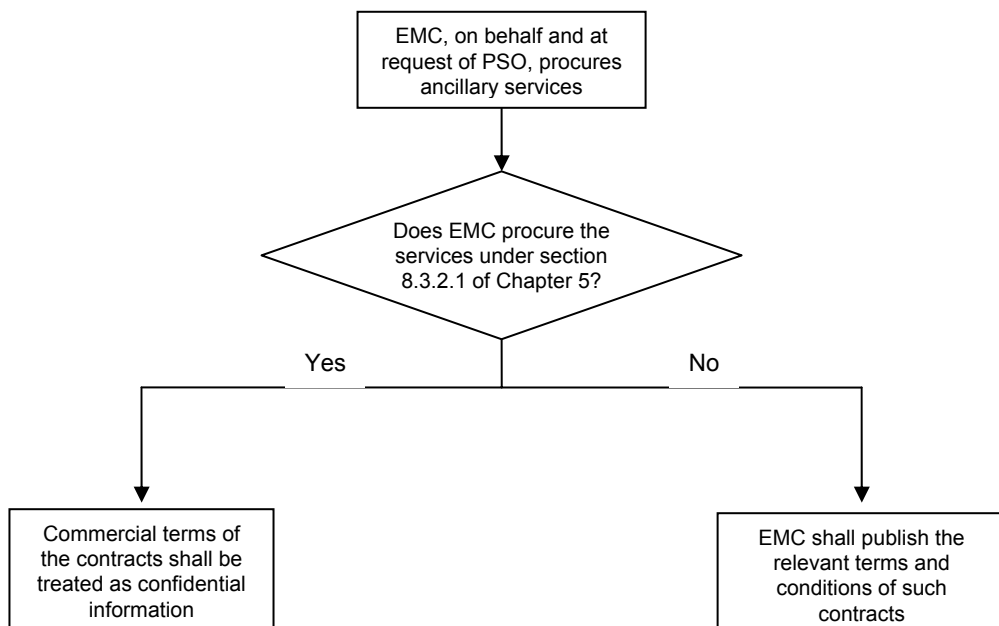 EMC, on behalf and at
request of PSO, procures
ancillary services
Does EMC procure the
services under section
8.3.2.1 of Chapter 5?
Yes
No
Commercial terms of
the contracts shall be
treated as confidential
information
EMC shall publish the
relevant terms and
conditions of such
contracts